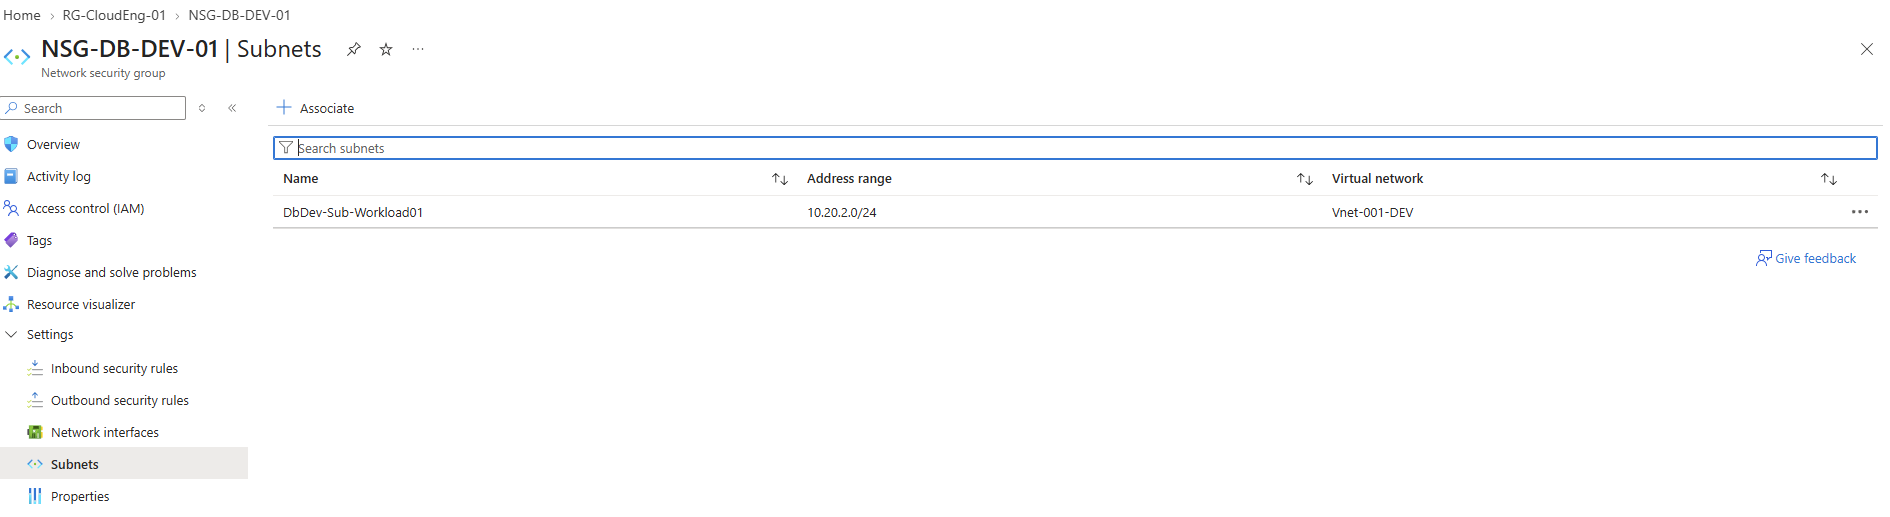 Home > RG-CloudEng-01 > NSG-DB-DEV-01
NSG-DB-DEV-01 | Subnets
Network security group
Search
Overview
Activity log
Access control (IAM)
Tags
Diagnose and solve problems
Resource visualizer
Settings
Inbound security rules
Outbound security rules
Network interfaces
Subnets
Properties
Associate
Search subnets
Name Address range Virtual network
DbDev-Sub-Workload01 10.20.2.0/24 Vnet-001-DEV
Give feedback